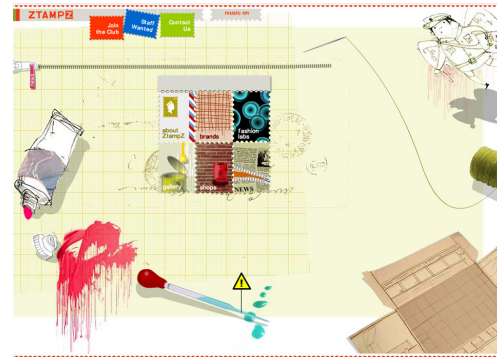 ZTAMPZ
Music on
Join
the Club
Staff
Wanted
Contact
Us
about
ZtampZ
brands
fashion
labs
gallery
shops
NEWS